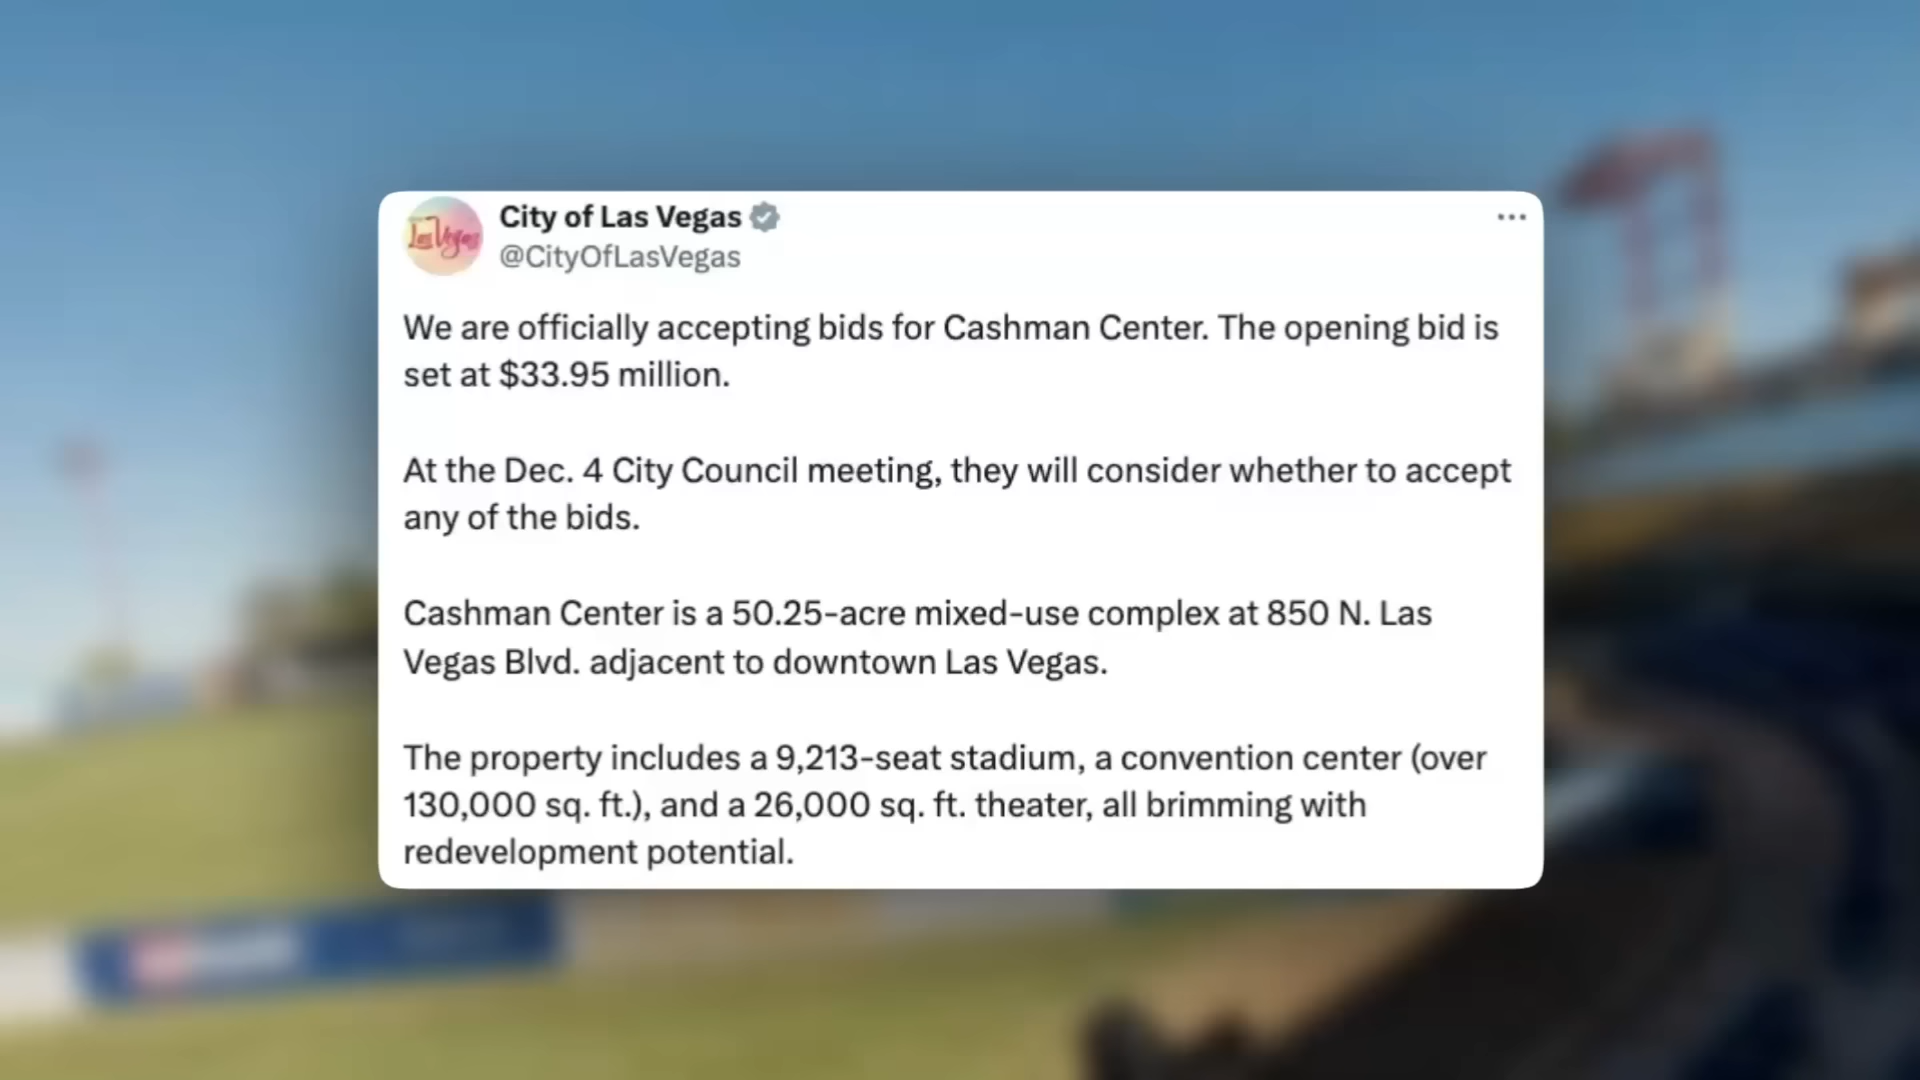 City of Las Vegas
@CityOfLasVegas
We are officially accepting bids for Cashman Center. The opening bid is
set at $33.95 million.
At the Dec. 4 City Council meeting, they will consider whether to accept
any of the bids.
Cashman Center is a 50.25-acre mixed-use complex at 850 N. Las
Vegas Blvd. adjacent to downtown Las Vegas.
The property includes a 9,213-seat stadium, a convention center (over
130,000 sq. ft.), and a 26,000 sq. ft. theater, all brimming with
redevelopment potential.